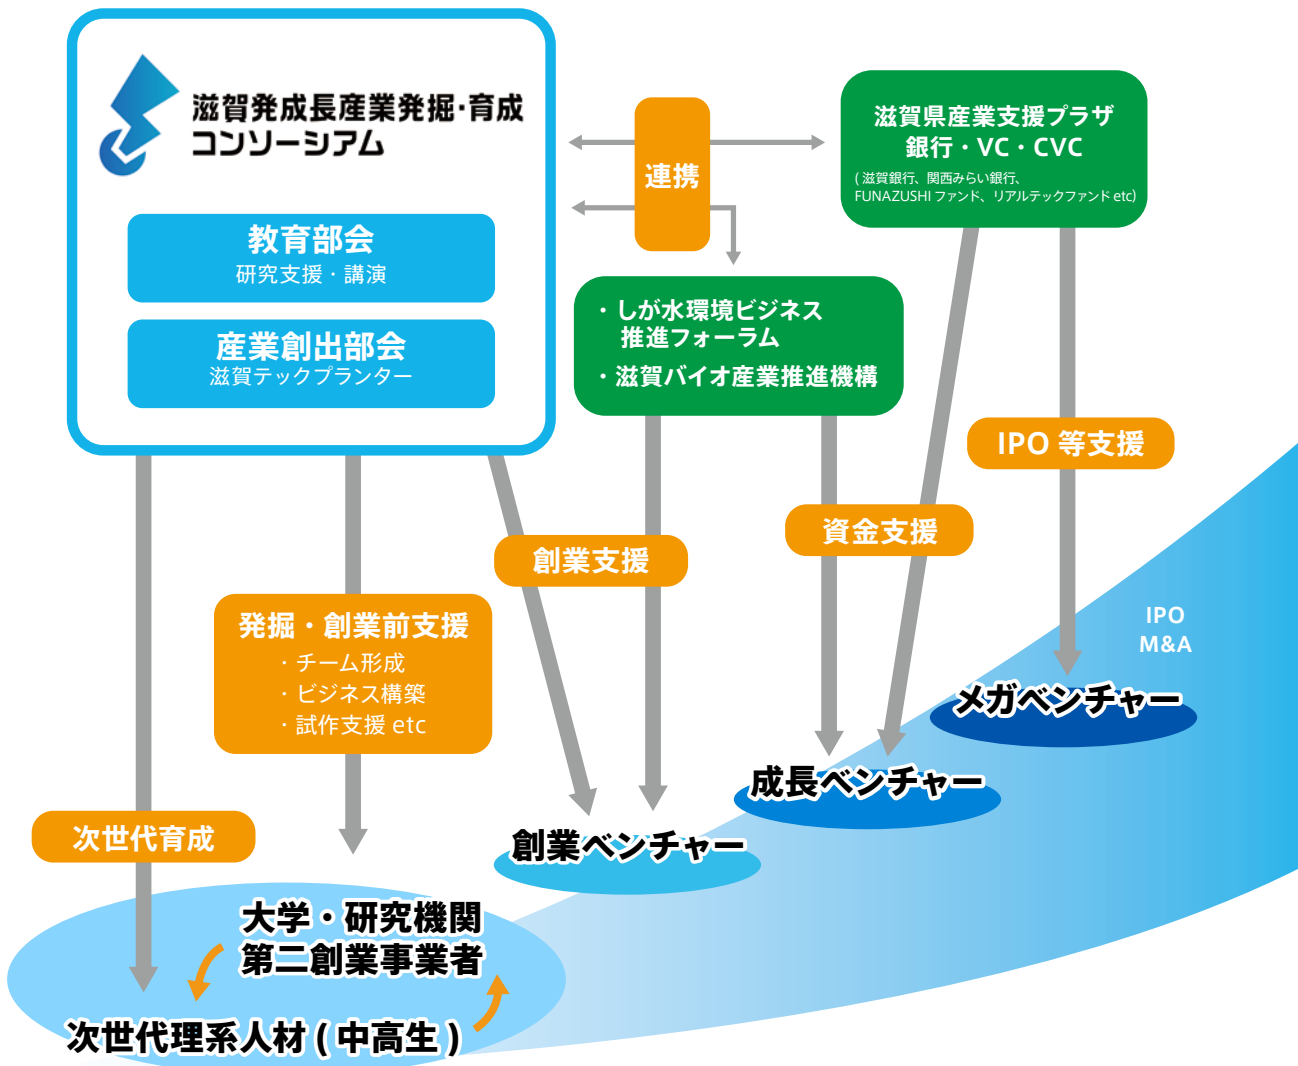 滋賀発成長産業発掘・育成
コンソーシアム
教育部会
研究支援・講演
産業創出部会
滋賀テックプランター
連携
滋賀県産業支援プラザ
銀行・VC・CVC
( 滋賀銀行、関西みらい銀行、
FUNAZUSHI ファンド、リアルテックファンド etc)
・しが水環境ビジネス
推進フォーラム
・滋賀バイオ産業推進機構
IPO 等支援
資金支援
創業支援
発掘・創業前支援
・チーム形成
・ビジネス構築
・試作支援 etc
次世代育成
IPO
M&A
メガベンチャー
成長ベンチャー
創業ベンチャー
大学・研究機関
第二創業事業者
次世代理系人材 ( 中高生 )